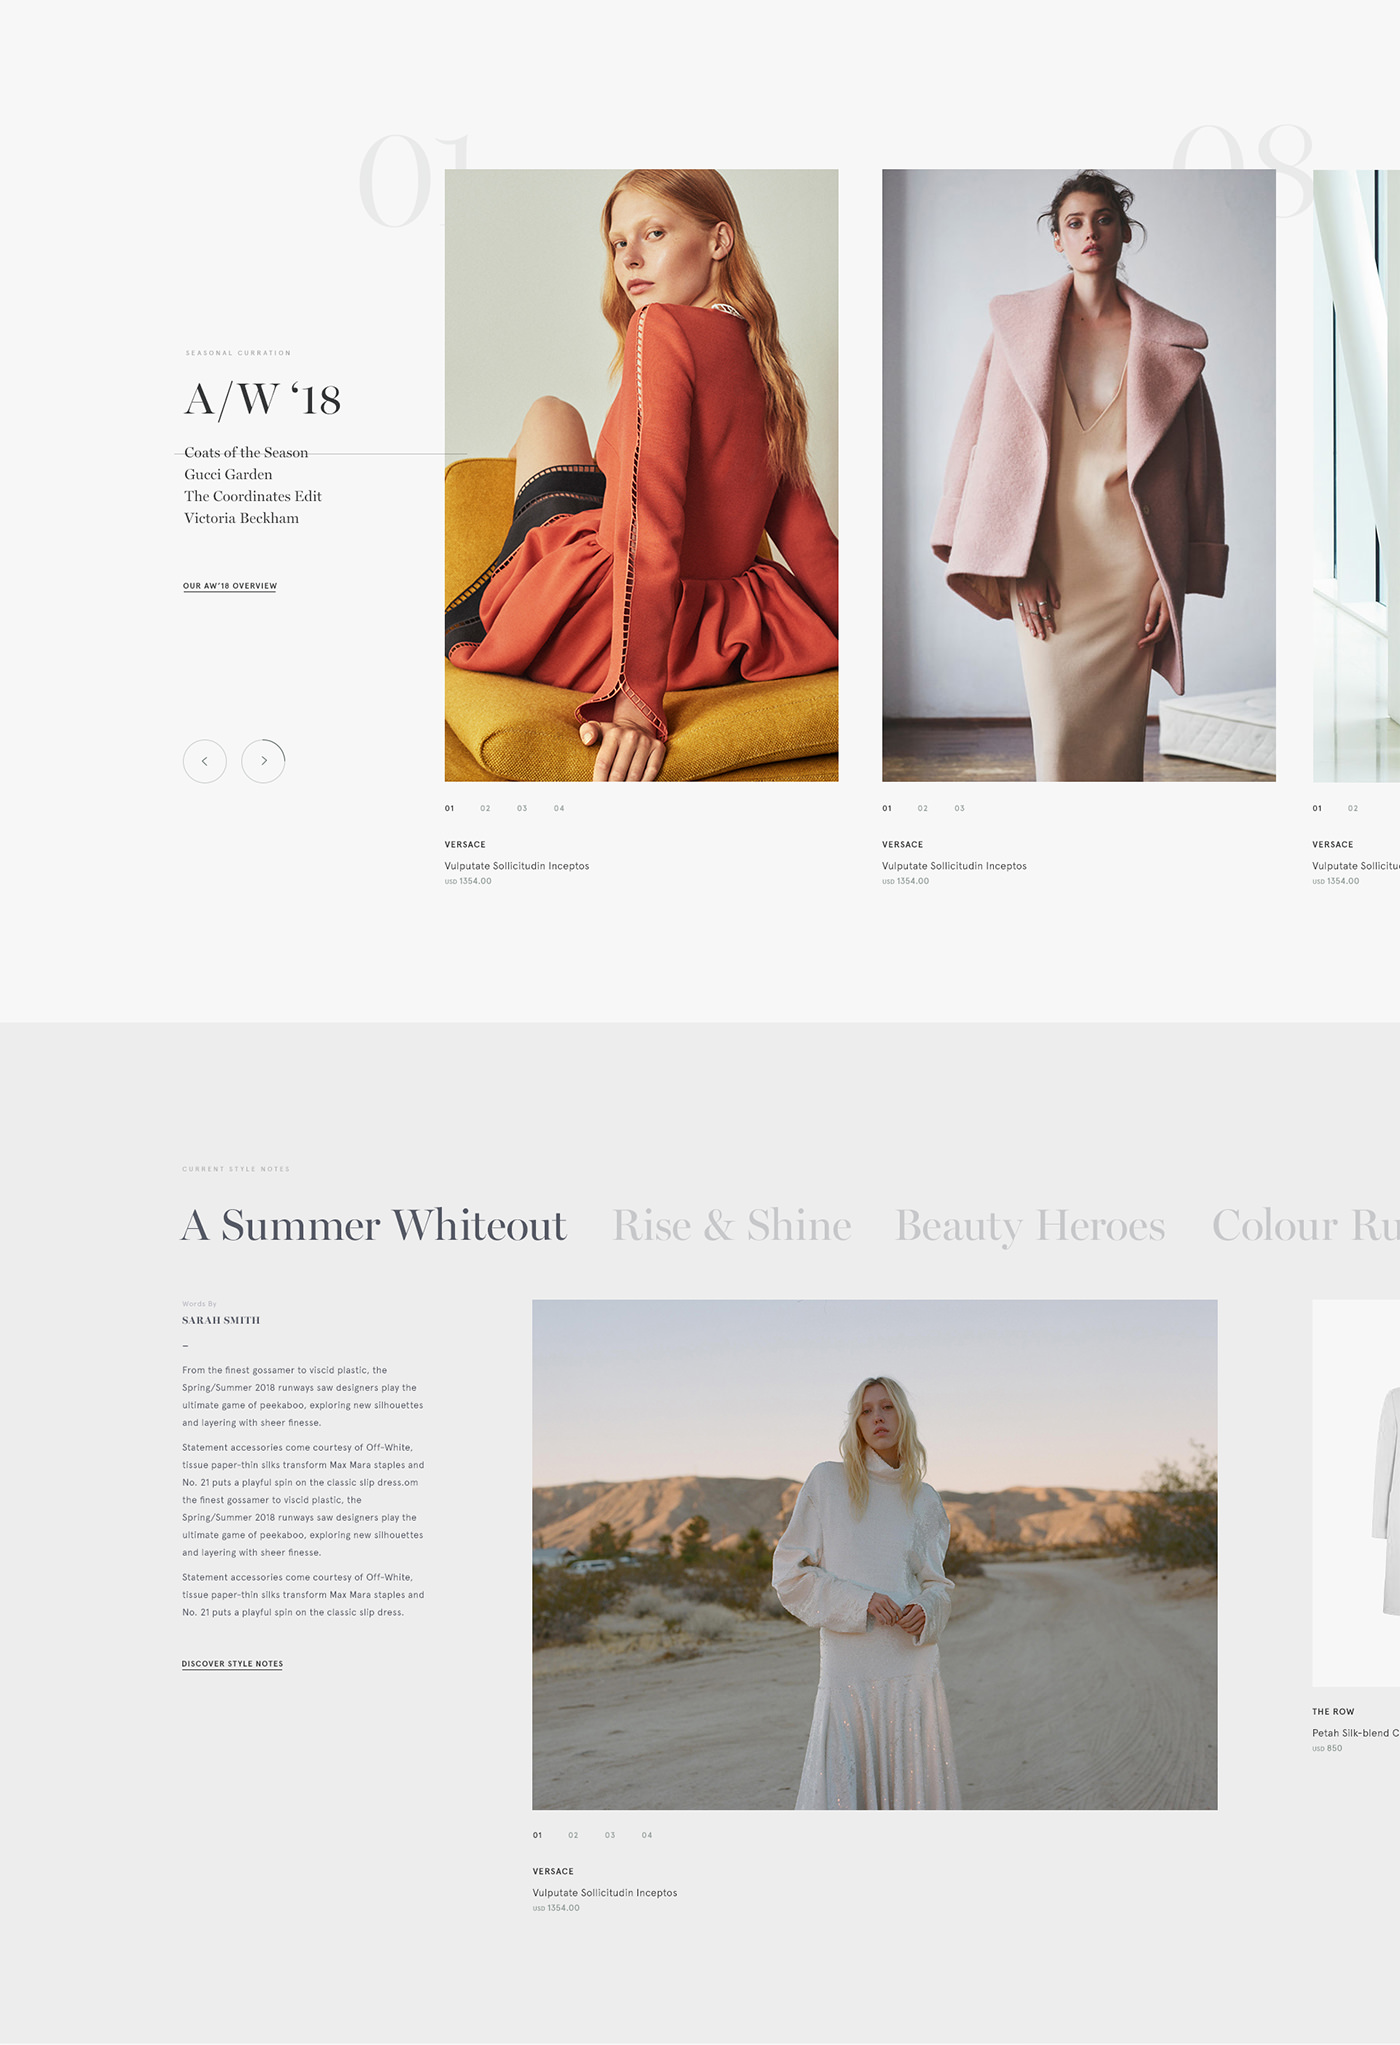 01
08
SEASONAL CURRATION
A/W ‘18
Coats of the Season
Gucci Garden
The Coordinates Edit
Victoria Beckham
OUR AW'18 OVERVIEW
01 02 03 04
VERSACE
Vulputate Sollicitudin Inceptos
USD 1354.00
01 02 03
VERSACE
Vulputate Sollicitudin Inceptos
USD 1354.00
01 02
VERSACE
Vulputate
USD 1354.00
CURRENT STYLE NOTES
A Summer Whiteout Rise & Shine Beauty Heroes Colour
Words By
SARAH SMITH
–
From the finest gossamer to viscid plastic, the
Spring/Summer 2018 runways saw designers play the
ultimate game of peekaboo, exploring new silhouettes
and layering with sheer finesse.
Statement accessories come courtesy of Off-White,
tissue paper-thin silks transform Max Mara staples and
No. 21 puts a playful spin on the classic slip dress.om
the finest gossamer to viscid plastic, the
Spring/Summer 2018 runways saw designers play the
ultimate game of peekaboo, exploring new silhouettes
and layering with sheer finesse.
Statement accessories come courtesy of Off-White,
tissue paper-thin silks transform Max Mara staples and
No. 21 puts a playful spin on the classic slip dress.
DISCOVER STYLE NOTES
01 02 03 04
VERSACE
Vulputate Sollicitudin Inceptos
USD 1354.00
THE ROW
Petah Silk-blend
USD 850